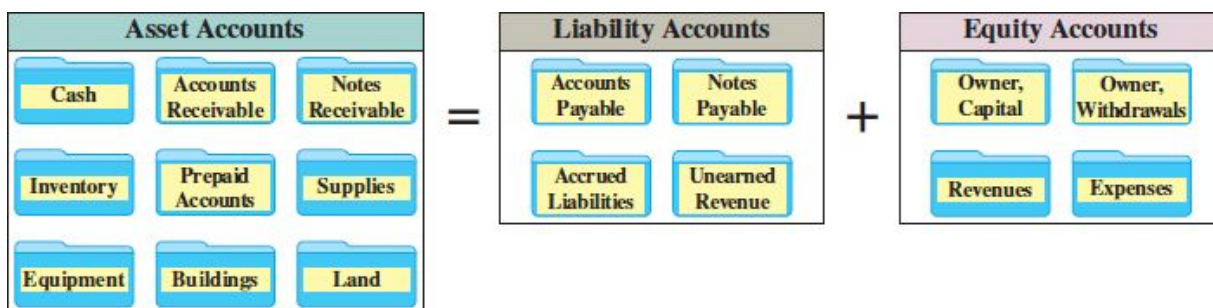 Asset Accounts
Cash
Accounts
Receivable
Notes
Receivable
Inventory
Prepaid
Accounts
Supplies
Equipment
Buildings
Land
=
Liability Accounts
Accounts
Payable
Notes
Payable
Accrued
Liabilities
Unearned
Revenue
+
Equity Accounts
Owner,
Capital
Owner,
Withdrawals
Revenues
Expenses